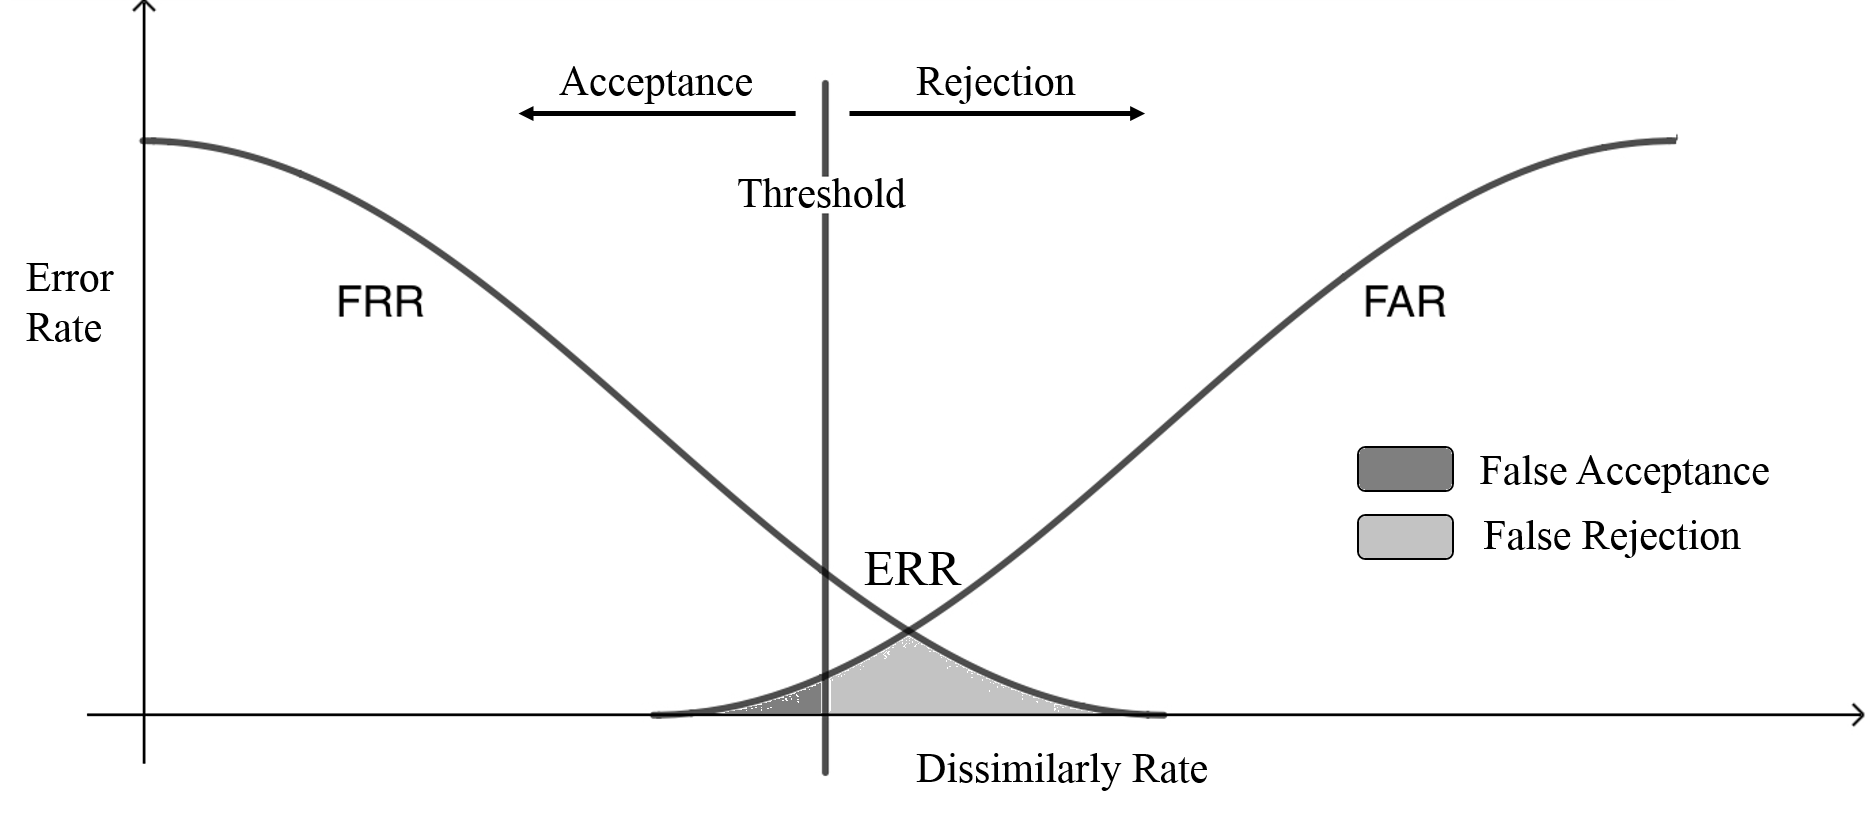 Acceptance
Rejection
Threshold
Error
Rate
FRR
FAR
False Acceptance
False Rejection
ERR
Dissimilarly Rate